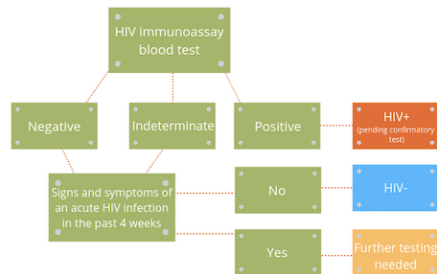 HIV immunoassay
blood test
Negative
Indeterminate
Positive
HIV+
(pending confirmatory
test)
Signs and symptoms of
an acute HIV infection
in the past 4 weeks
No
HIV-
Yes
Further testing
needed